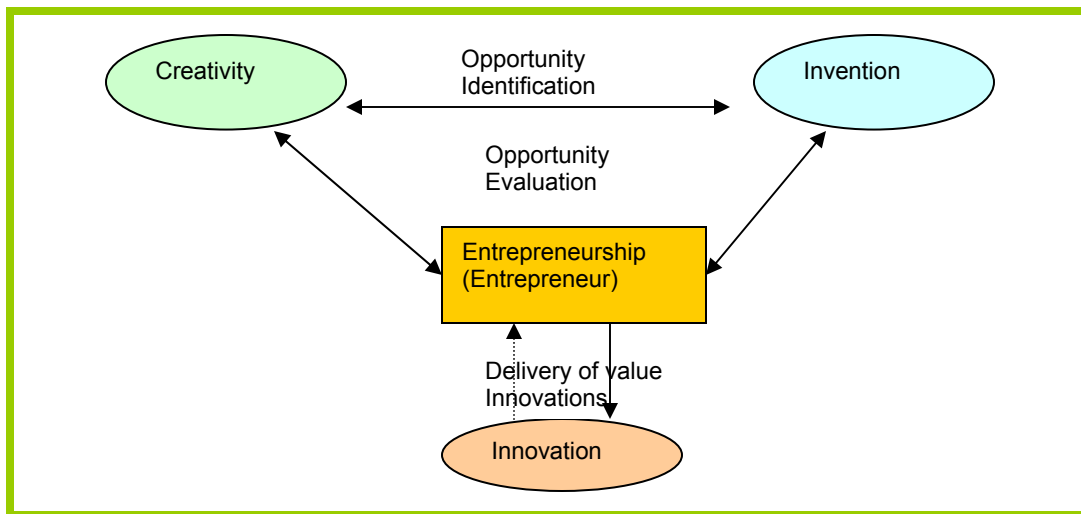 Creativity
Opportunity
Identification
Invention
Opportunity
Evaluation
Entrepreneurship
(Entrepreneur)
Delivery of value
Innovations
Innovation